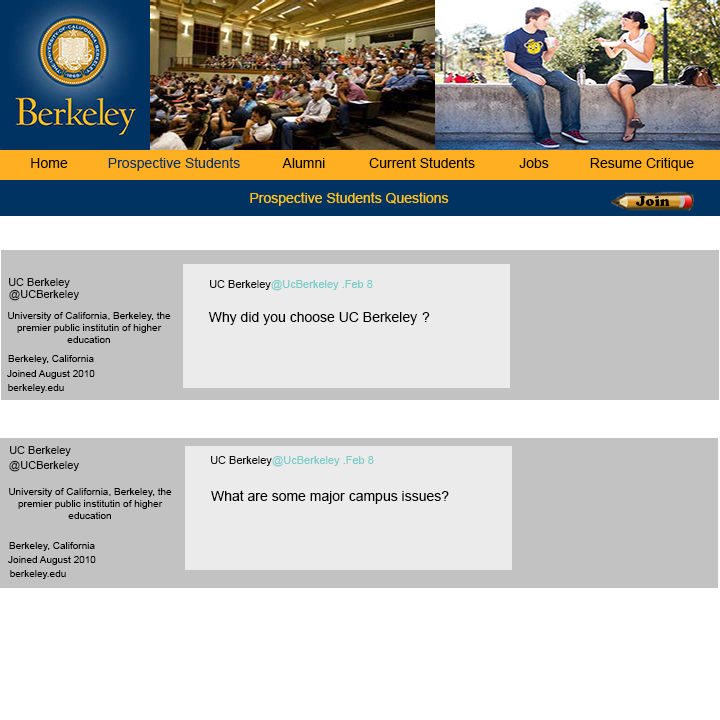 Berkeley
Home Prospective Students Alumni Current Students Jobs Resume Critique
Prospective Students Questions
Join
UC Berkeley
@UCBerkeley
University of California, Berkeley, the
premier public institutin of higher
education
Berkeley, California
Joined August 2010
berkeley.edu
UC Berkeley@UcBerkeley .Feb 8
Why did you choose UC Berkeley ?
UC Berkeley
@UCBerkeley
University of California, Berkeley, the
premier public institutin of higher
education
Berkeley, California
Joined August 2010
berkeley.edu
UC Berkeley@UcBerkeley .Feb 8
What are some major campus issues?